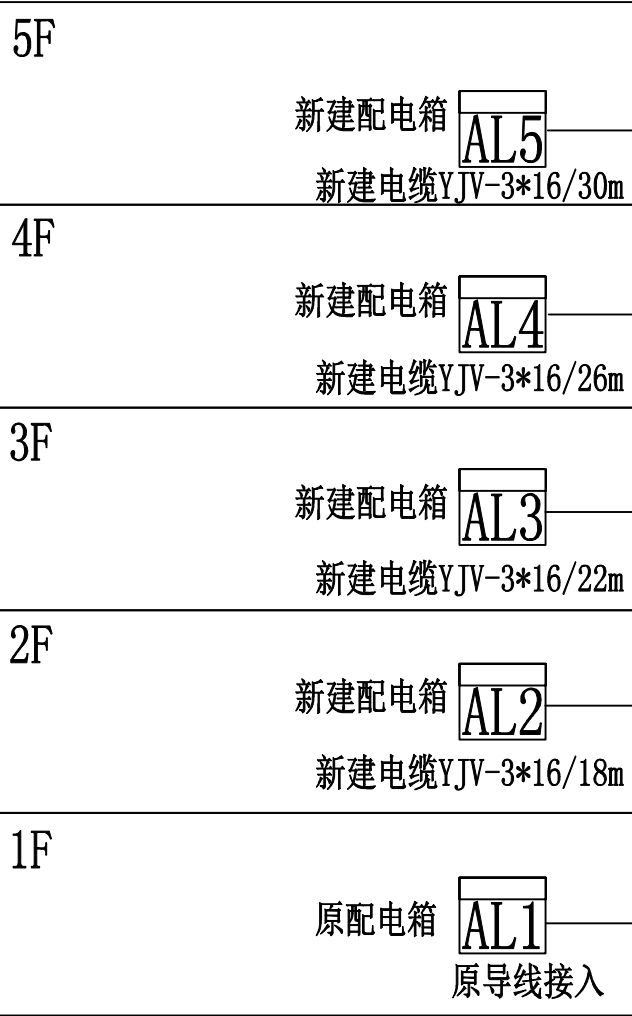 5F
新建配电箱
AL5
新建电缆YJV-3*16/30m
4F
新建配电箱
AL4
新建电缆YJV-3*16/26m
3F
新建配电箱
AL3
新建电缆YJV-3*16/22m
2F
新建配电箱
AL2
新建电缆YJV-3*16/18m
1F
原配电箱
AL1
原导线接入